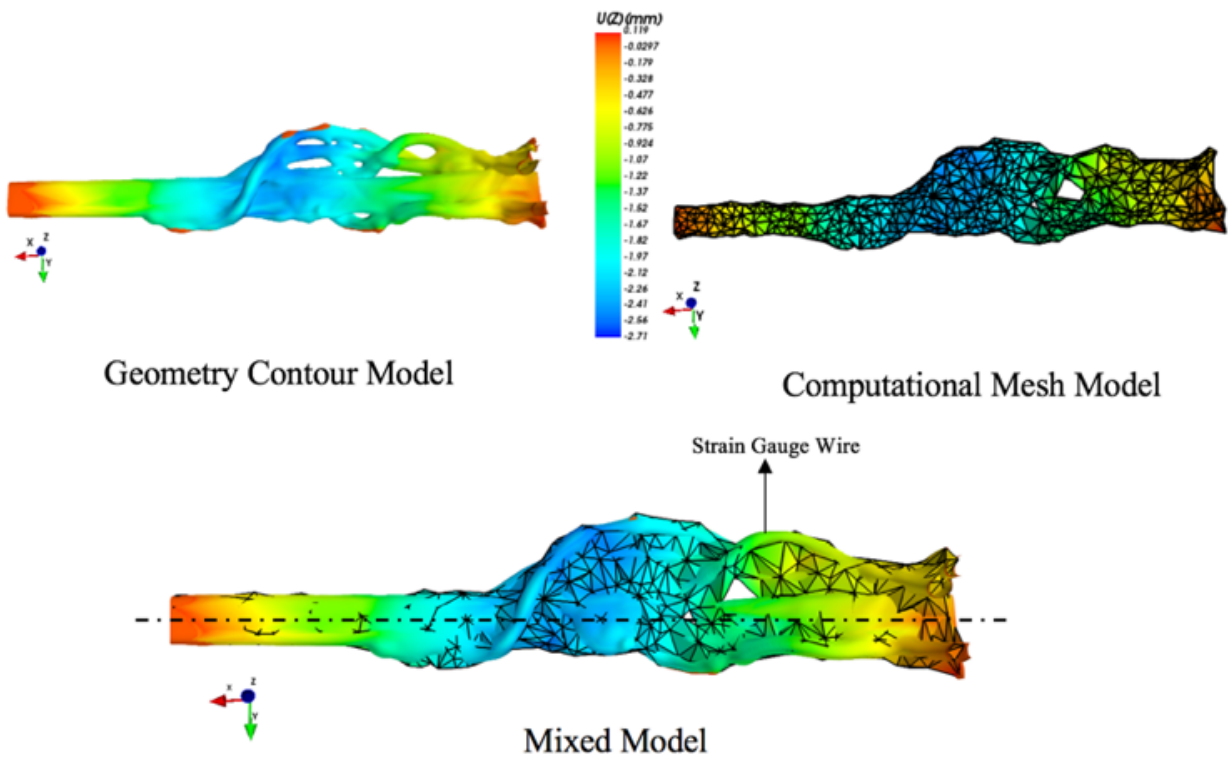 U(Z)(mm)
0.119
-0.0297
-0.179
-0.328
-0.477
-0.626
-0.775
-0.924
-1.07
-1.22
-1.37
-1.52
-1.67
-1.82
-1.97
-2.12
-2.26
-2.41
-2.56
-2.71
X Z
Y
Geometry Contour Model
X Z
Y
Computational Mesh Model
Strain Gauge Wire
X Z
Y
Mixed Model